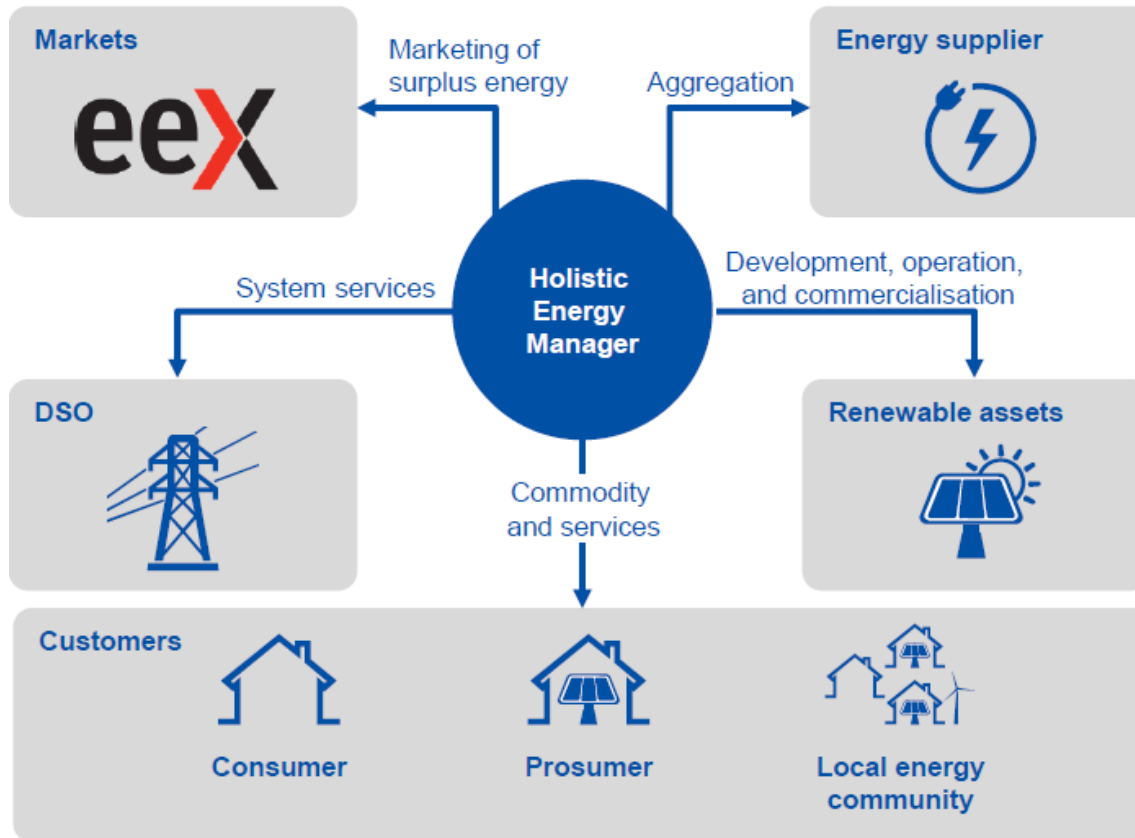 Markets
eex
Marketing of
surplus energy
Aggregation
Energy supplier
System services
Holistic
Energy
Manager
Development, operation,
and commercialisation
DSO
Renewable assets
Commodity
and services
Customers
Consumer
Prosumer
Local energy
community